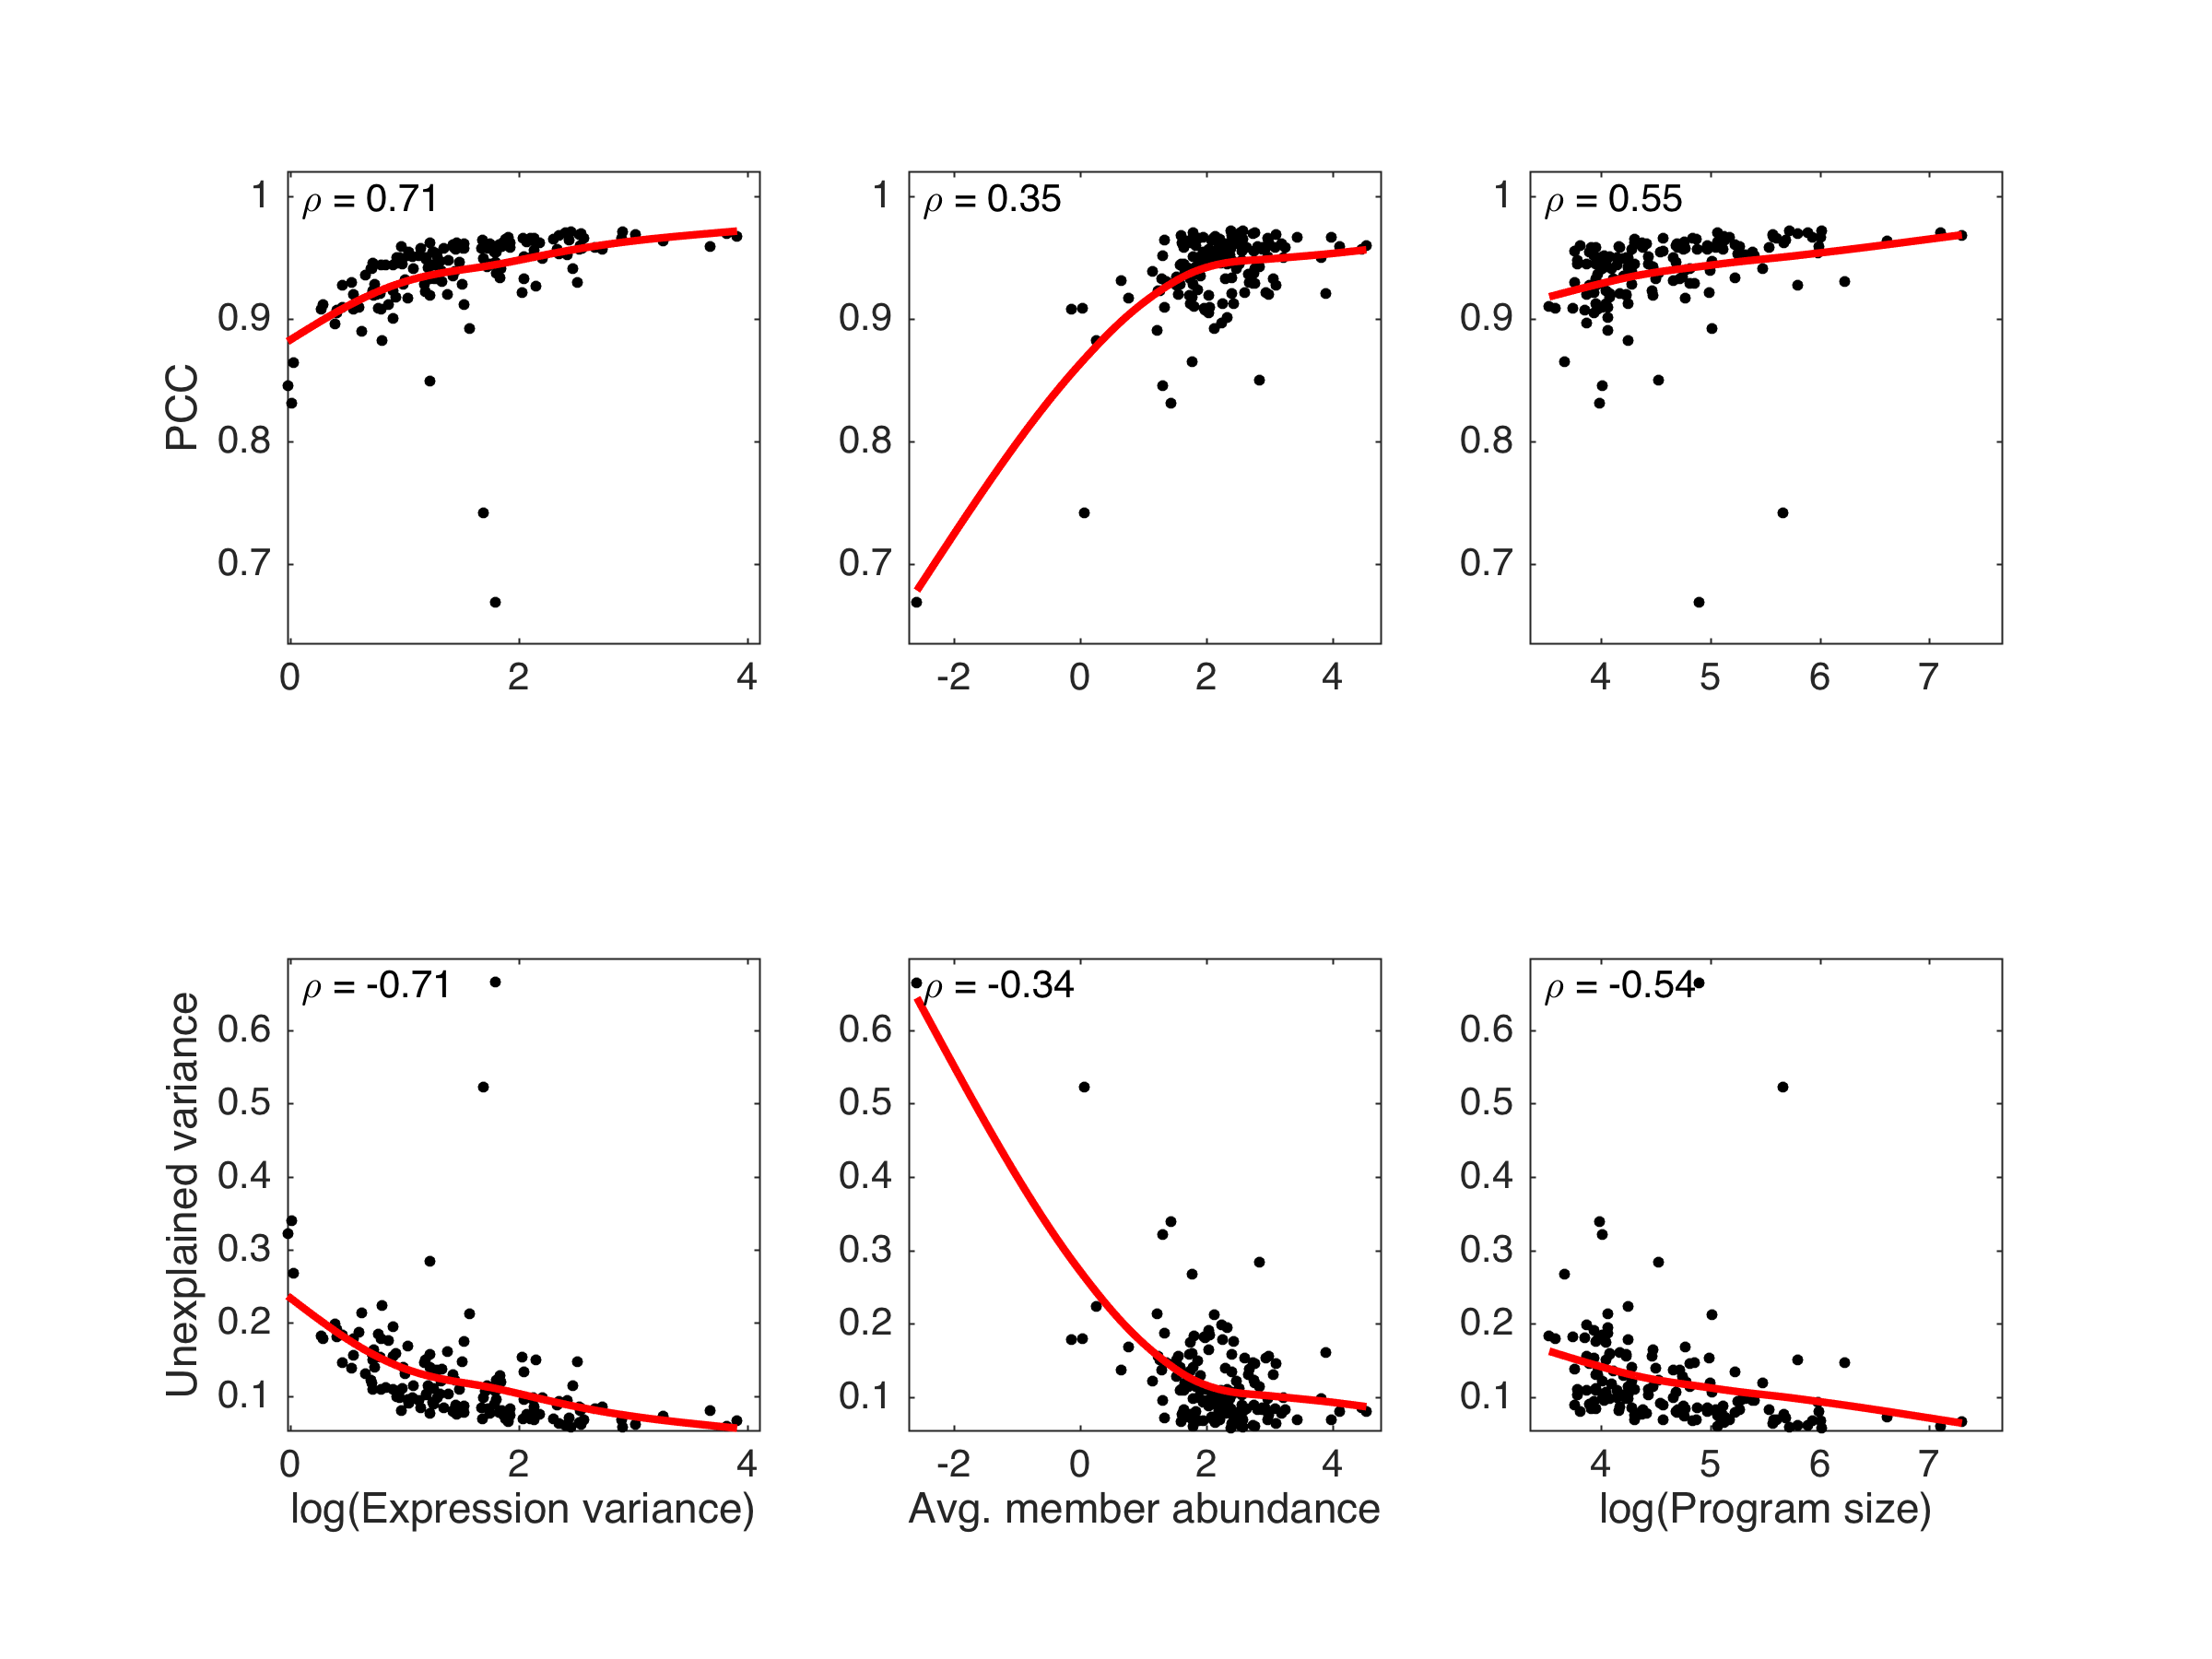 ρ = 0.71
ρ = 0.35
ρ = 0.55
1
0.9
0.8
0.7
PCC
0 2 4
1
0.9
0.8
0.7
-2 0 2 4
1
0.9
0.8
0.7
4 5 6 7
ρ = -0.71
ρ = -0.34
ρ = -0.54
0.6
0.5
0.4
0.3
0.2
0.1
Unexplained variance
0 2 4
log(Expression variance)
0.6
0.5
0.4
0.3
0.2
0.1
-2 0 2 4
Avg. member abundance
0.6
0.5
0.4
0.3
0.2
0.1
4 5 6 7
log(Program size)